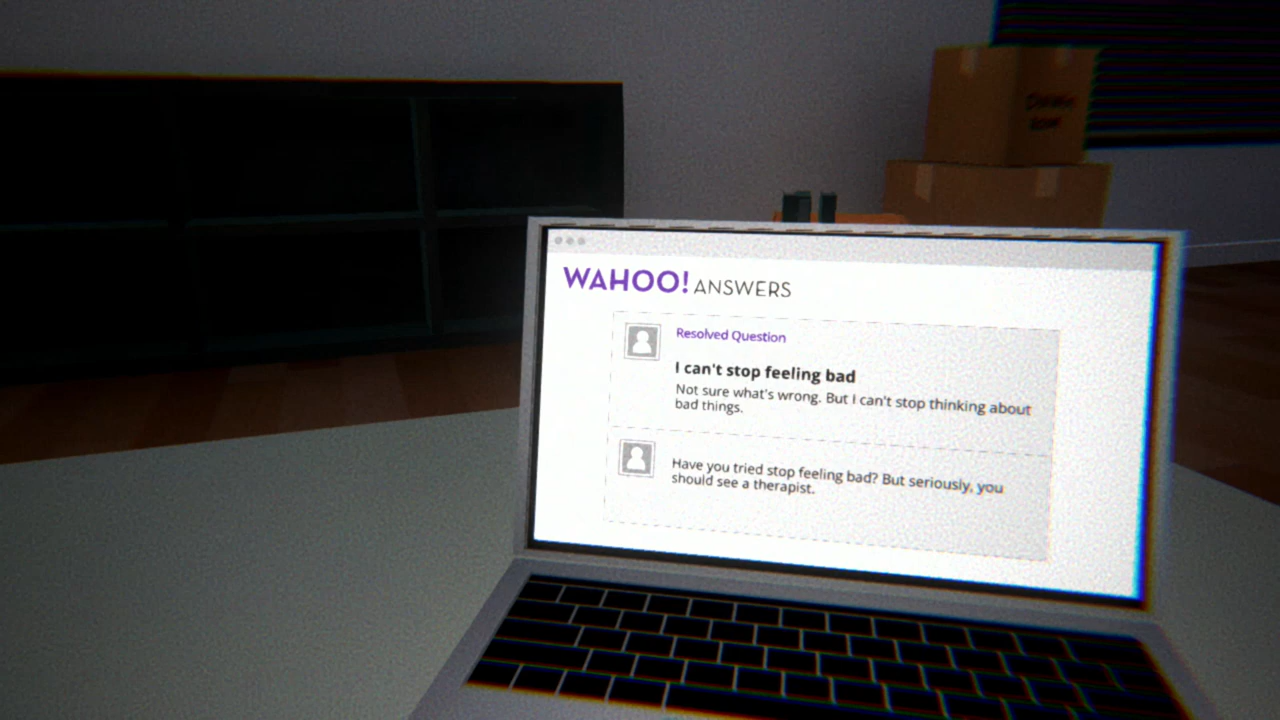 WAHOO! ANSWERS
Resolved Question
I can't stop feeling bad
Not sure what's wrong. But I can't stop thinking about
bad things.
Have you tried stop feeling bad? But seriously, you
should see a therapist.